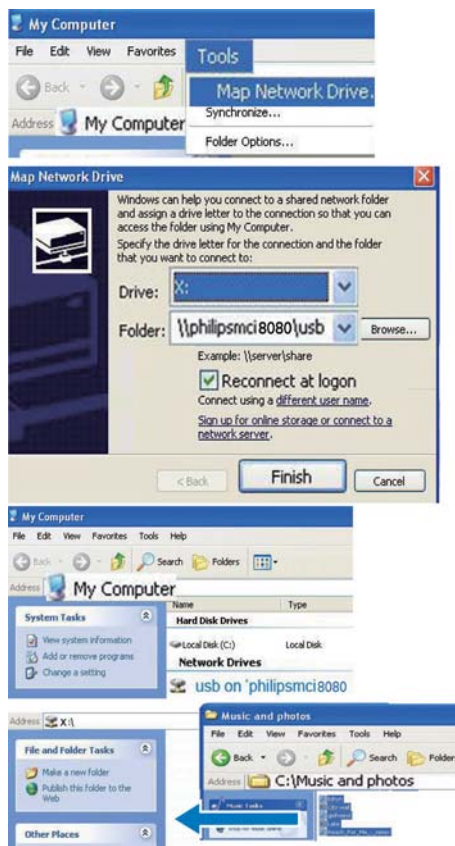 My Computer
File Edit View Favorites Tools
Back
Map Network Drive.
Synchronize...
Address My Computer
Folder Options...
Map Network Drive
Windows can help you connect to a shared network folder
and assign a drive letter to the connection so that you can
access the folder using My Computer.
Specify the drive letter for the connection and the folder
that you want to connect to:
Drive: X:
Folder: \\philipsmci8080\usb Browse...
Example: \\server\share
Reconnect at logon
Connect using a different user name.
Sign up for online storage or connect to a
network server.
< Back Finish Cancel
My Computer
File Edit View Favorites Tools Help
Back Search Folders
Address My Computer
Name Type
System Tasks Hard Disk Drives
View system information Local Disk (C:) Local Disk
Add or remove programs Network Drives
Change a setting
usb on 'philipsmci8080
Address X:\
Music and photos
File Edit View Favorites Tools Help
File and Folder Tasks
Back Search Folder
Make a new folder
Address C:\Music and photos
Publish this folder to the
Web
Music Tasks
Other Places